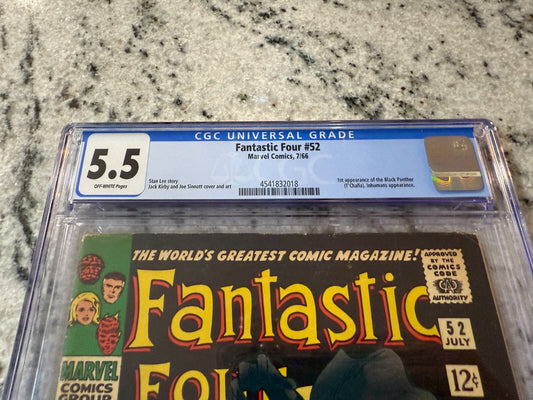 CGC UNIVERSAL GRADE
5.5
OFF-WHITE Pages
Fantastic Four #52
Marvel Comics, 7/66
Stan Lee story
Jack Kirby and Joe Sinnott cover and art
4541832018
1st appearance of the Black Panther
(T'Challa). Inhumans appearance.
THE WORLD'S GREATEST COMIC MAGAZINE!
APPROVED
BY THE
COMICS
CODE
AUTHORITY
Fantastic
FOUR
52
JULY
12¢
MARVEL
COMICS
GROUP